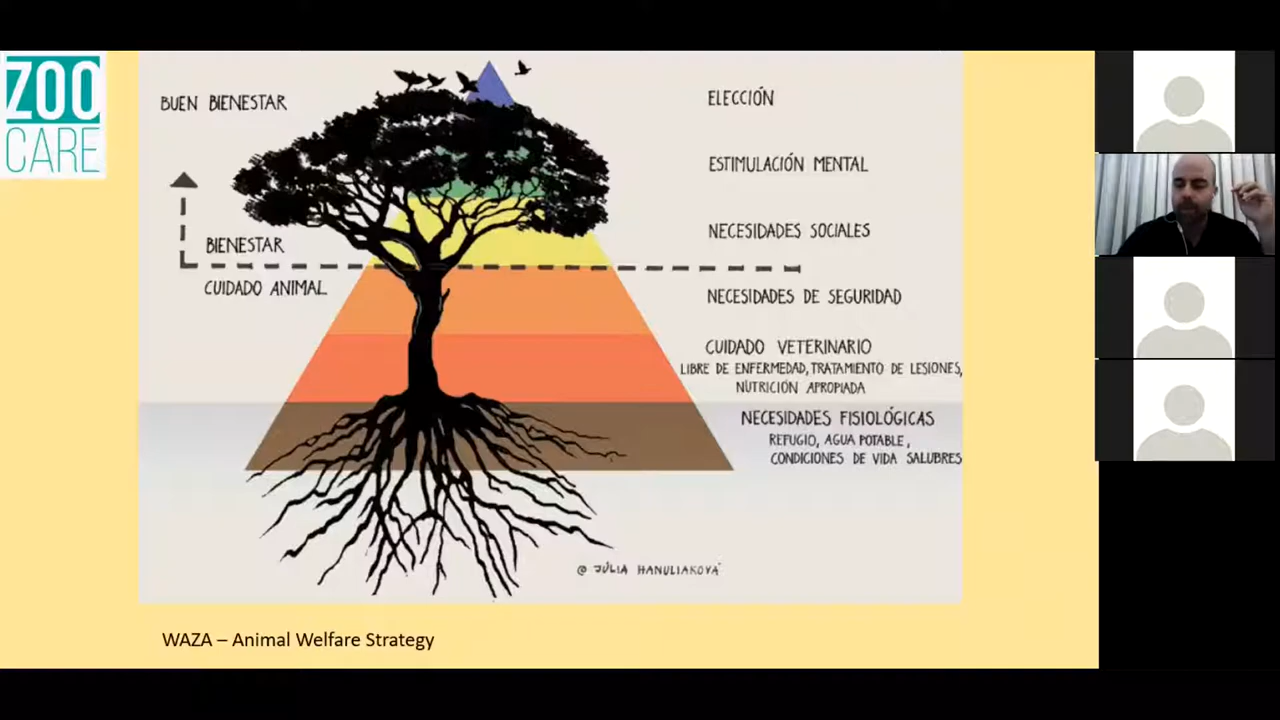 ZOO
CARE
BUEN BIENESTAR
BIENESTAR
CUIDADO ANIMAL
ELECCIÓN
ESTIMULACIÓN MENTAL
NECESIDADES SOCIALES
NECESIDADES DE SEGURIDAD
CUIDADO VETERINARIO
LIBRE DE ENFERMEDAD, TRATAMIENTO DE LESIONES,
NUTRICIÓN APROPIADA
NECESIDADES FISIOLÓGICAS
REFUGIO, AGUA POTABLE,
CONDICIONES DE VIDA SALUBRES
@ JÚLIA HANULIAKOVÁ
WAZA – Animal Welfare Strategy